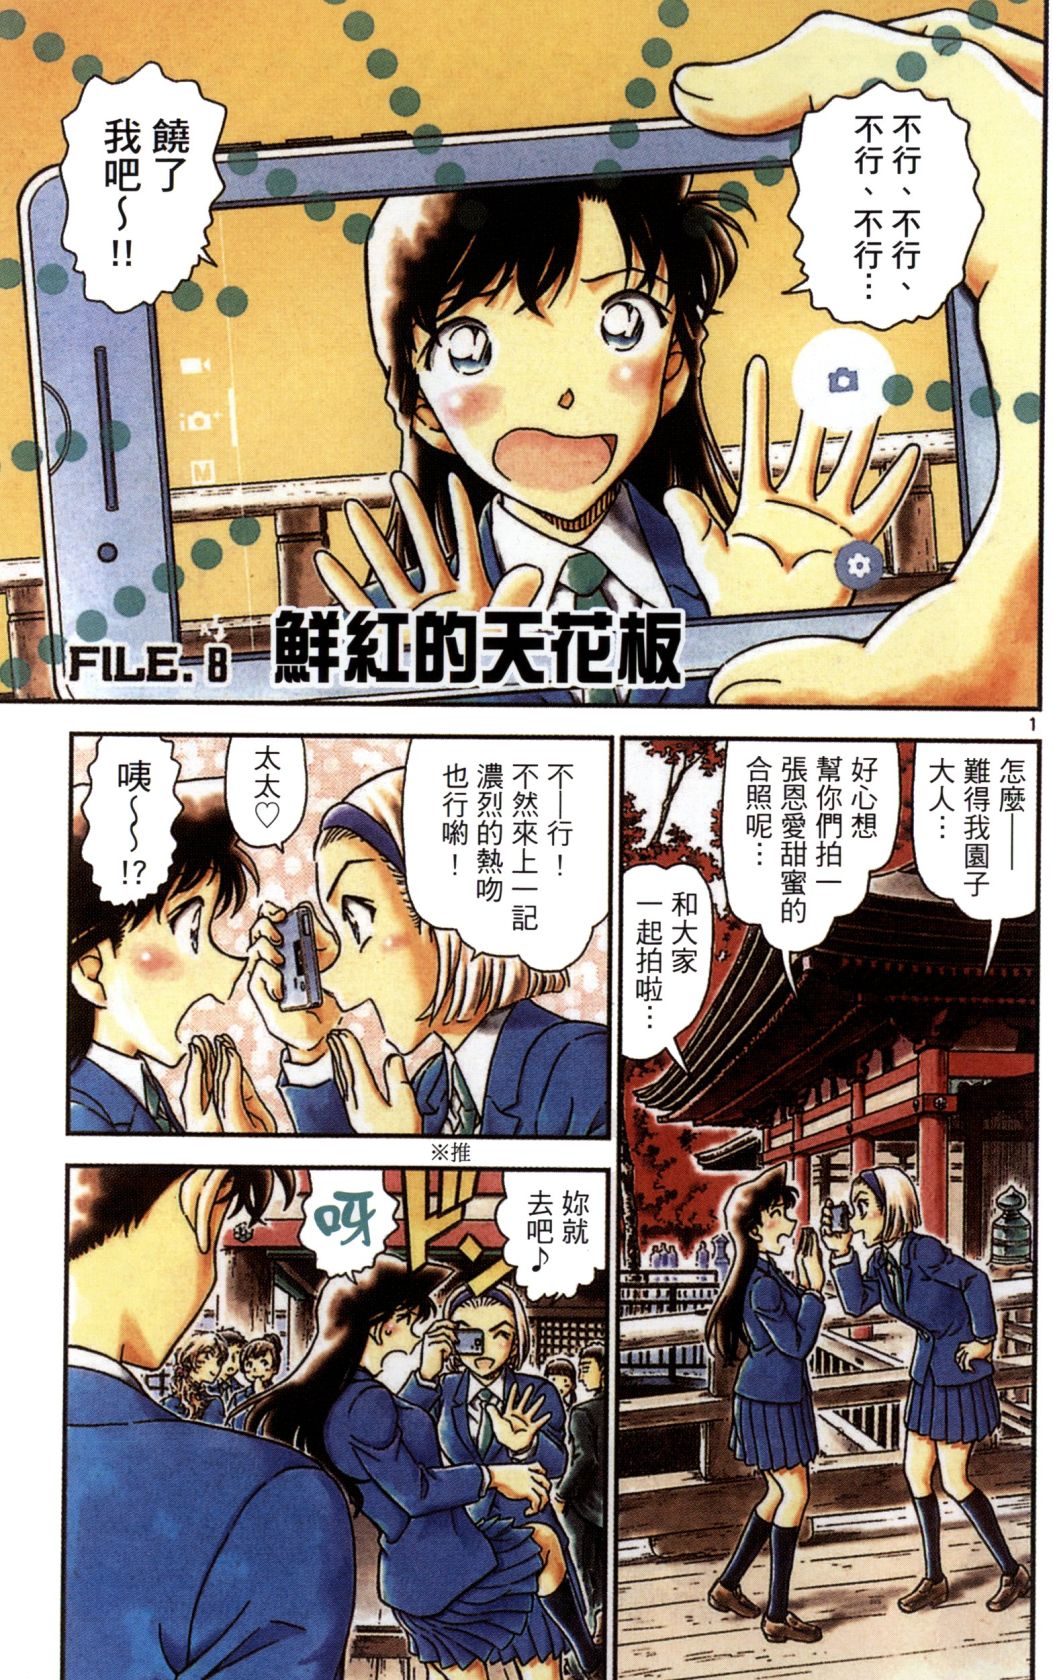 不行、不行、
不行、不行…
饒了
我吧～!!
FILE. 8 鮮紅的天花板
1
怎麼——
難得我園子
大人…
好心想
幫你們拍一
張恩愛甜蜜的
合照呢…
和大家
一起拍啦…
不—行！
不然來上一記
濃烈的熱吻
也行喲！
太太♡
咦～～!?
※推
妳就
去吧♪
ドン
呀